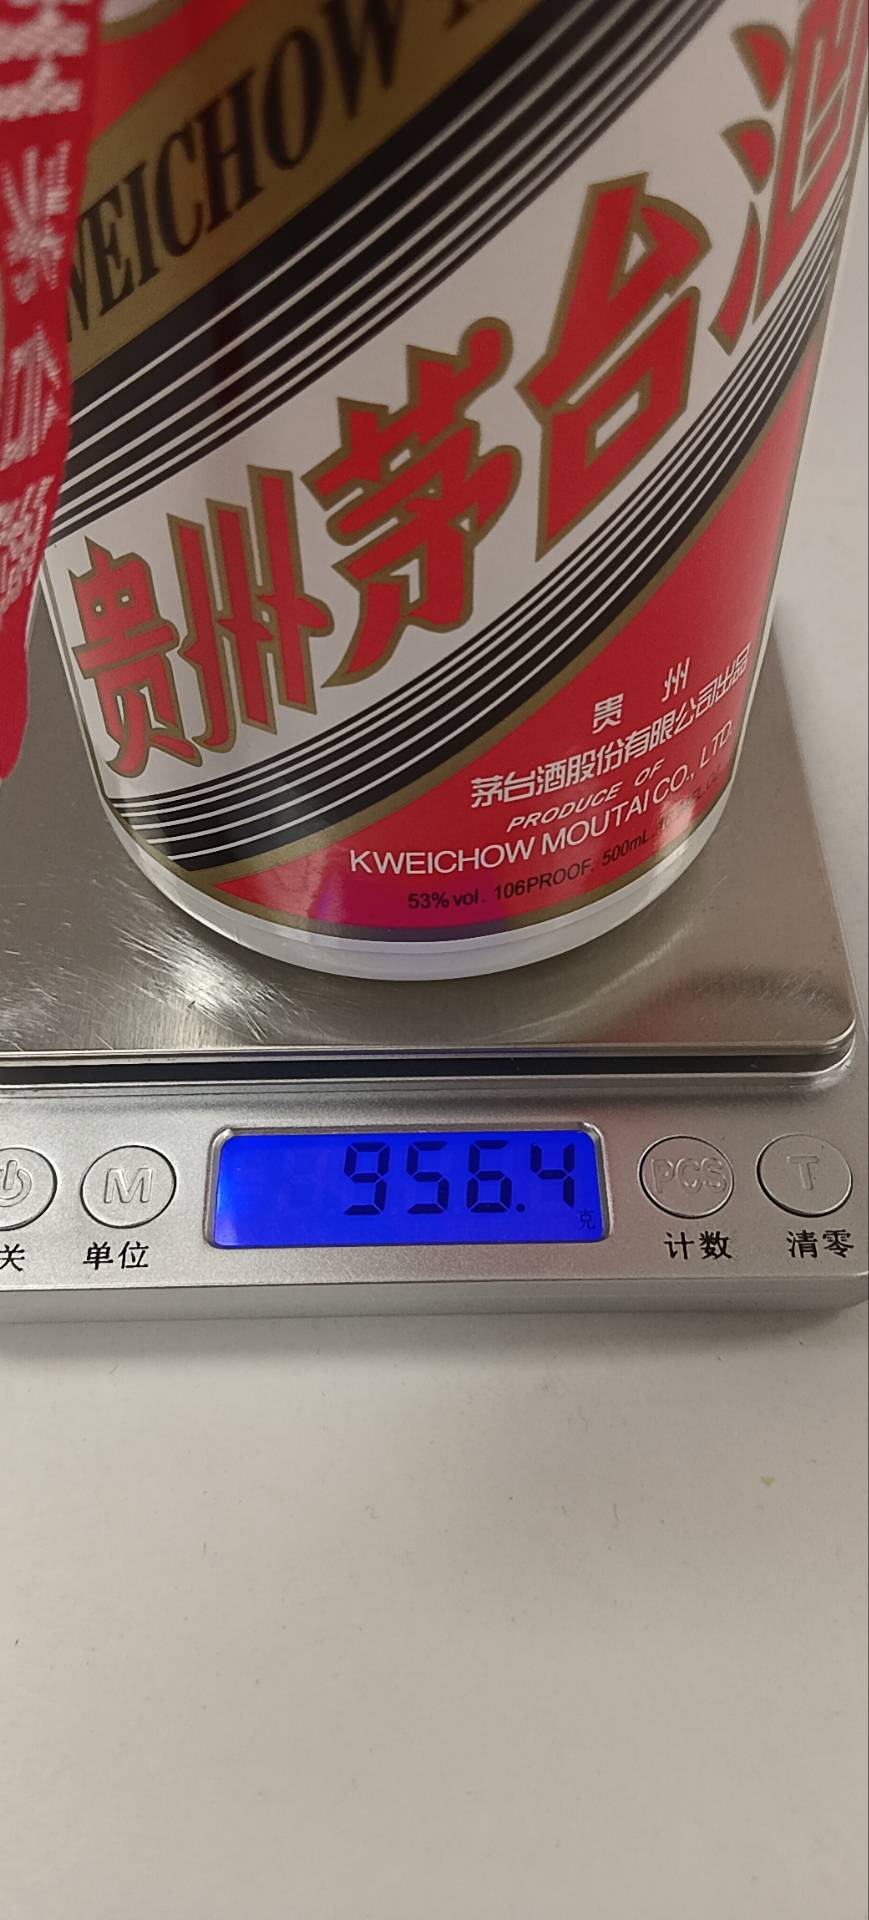 WEICHOW
贵州茅台酒
贵 州
茅台酒股份有限公司出品
PRODUCE OF
KWEICHOW MOUTAI CO., LTD.
53% vol. 106PROOF. 500mL.
956.4
克
M
PCS
T
关
单位
计数
清零